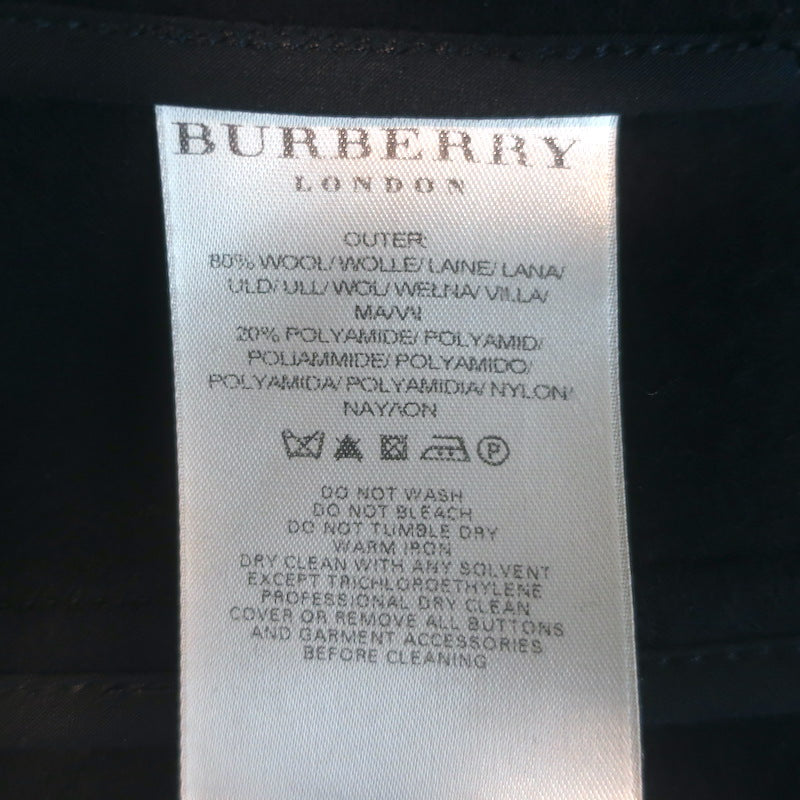 BURBERRY
LONDON
OUTER:
80% WOOL/ WOLLE/ LAINE/ LANA/
ULD/ ULL/ WOL/ WEŁNA/ VILLA/
20% POLYAMIDE/ POLYAMID/
POLIAMMIDE/ POLYAMIDO/
POLYAMIDA/ POLYAMIDIA/ NYLON/
ΝΑΥΛΟΝ
P
DO NOT WASH
DO NOT BLEACH
DO NOT TUMBLE DRY
WARM IRON
DRY CLEAN WITH ANY SOLVENT
EXCEPT TRICHLOROETHYLENE
PROFESSIONAL DRY CLEAN
COVER OR REMOVE ALL BUTTONS
AND GARMENT ACCESSORIES
BEFORE CLEANING